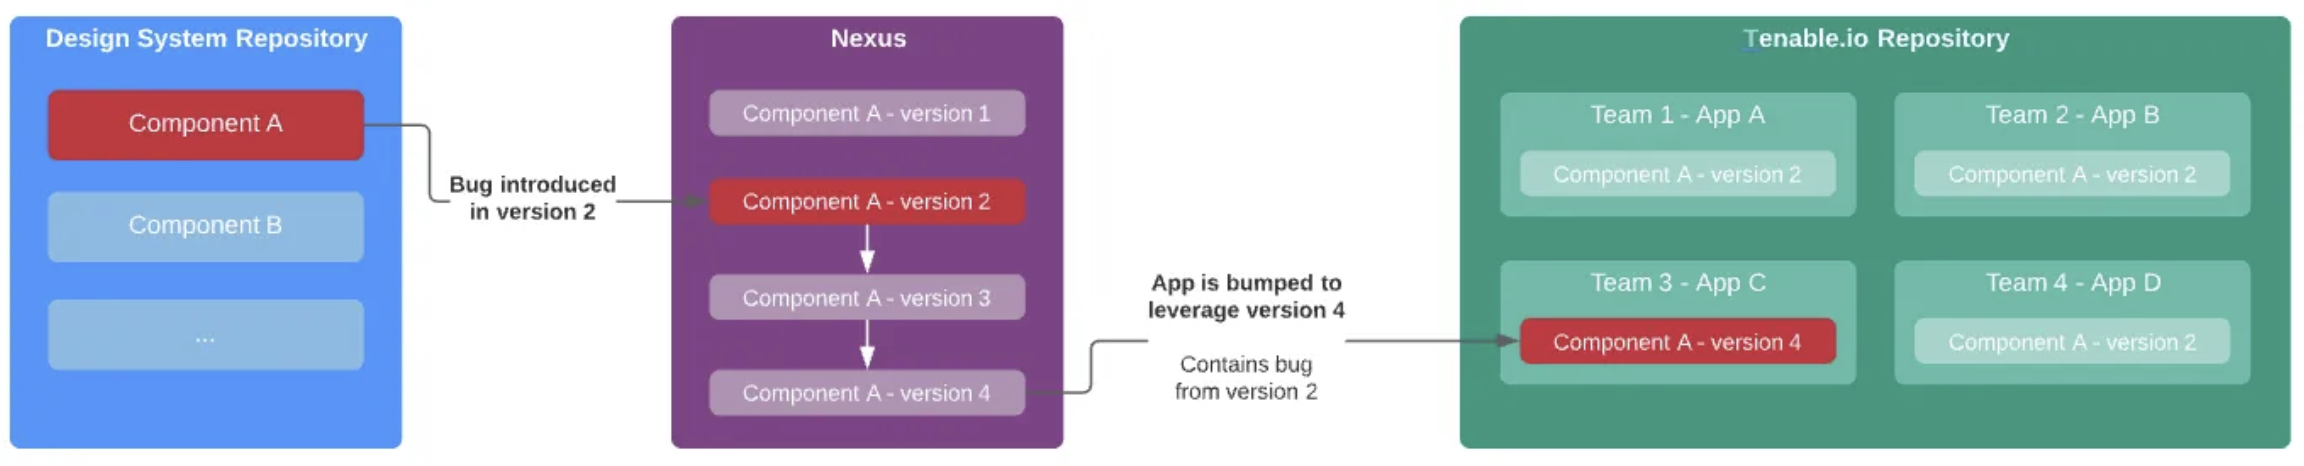 Design System Repository
Component A
Component B
...
Bug introduced
in version 2
Nexus
Component A - version 1
Component A - version 2
Component A - version 3
Component A - version 4
App is bumped to
leverage version 4
Contains bug
from version 2
Tenable.io Repository
Team 1 - App A
Component A - version 2
Team 2 - App B
Component A - version 2
Team 3 - App C
Component A - version 4
Team 4 - App D
Component A - version 2